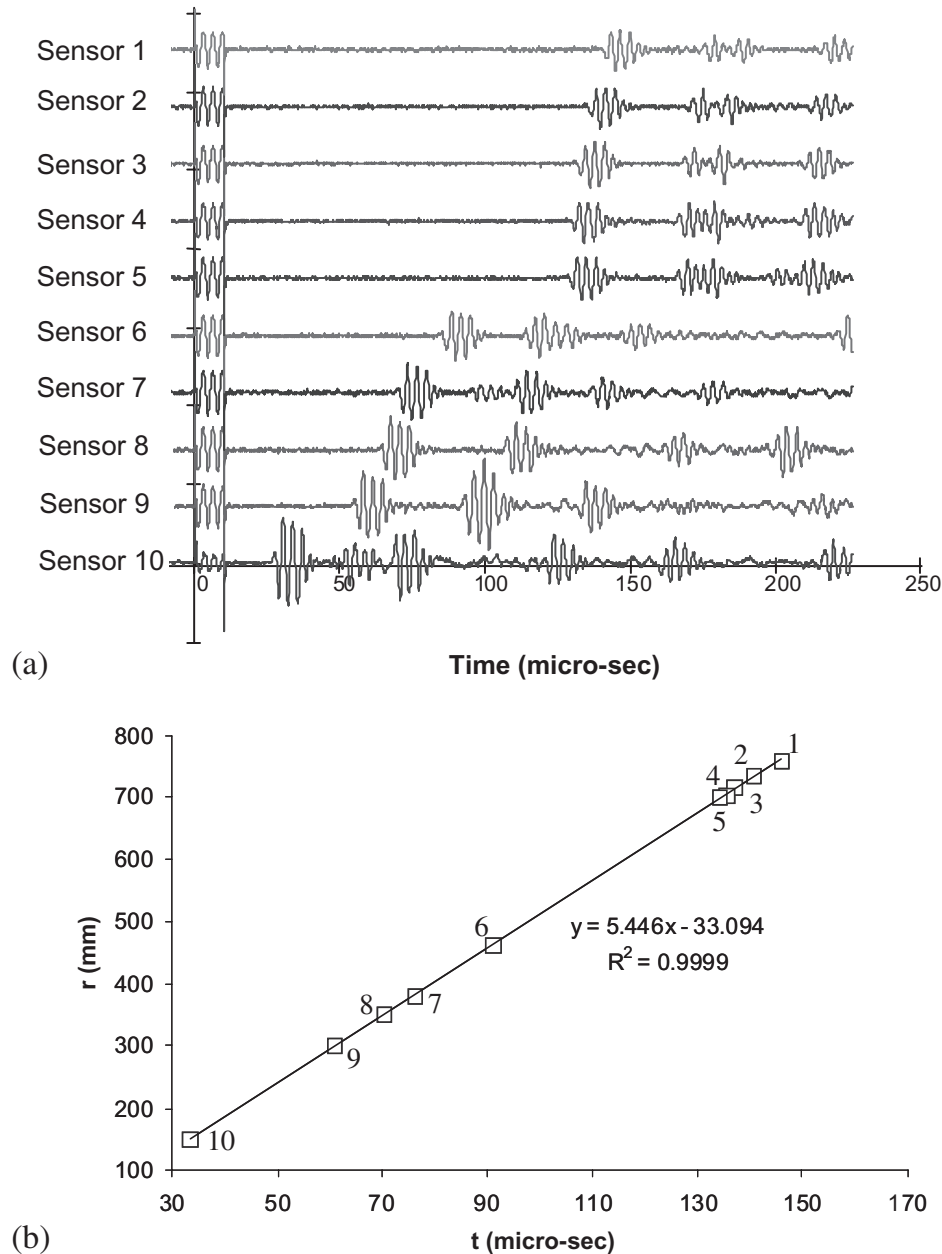 Sensor 1
Sensor 2
Sensor 3
Sensor 4
Sensor 5
Sensor 6
Sensor 7
Sensor 8
Sensor 9
Sensor 10
0 50 100 150 200 250
(a)
Time (micro-sec)
800
700
600
500
400
300
200
100
r (mm)
1
2
4
3
5
6
y = 5.446x - 33.094
R² = 0.9999
8
7
9
10
30 50 70 90 110 130 150 170
(b)
t (micro-sec)